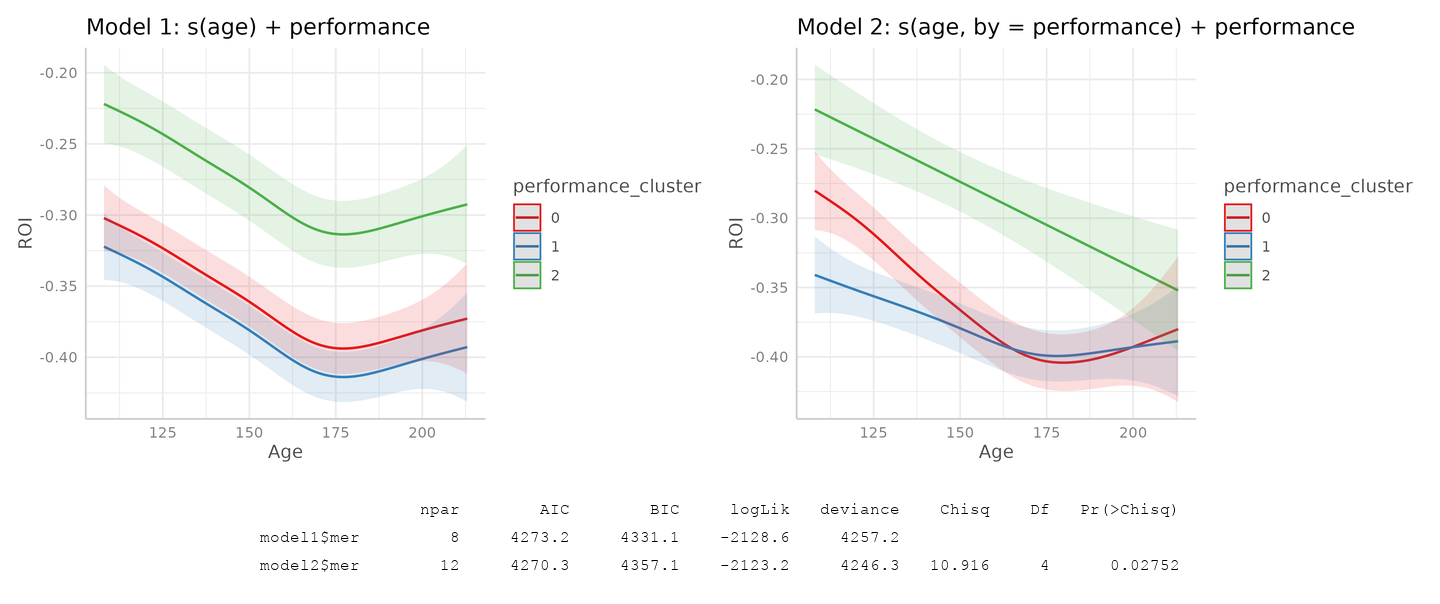 Model 1: s(age) + performance
-0.20
-0.25
-0.30
-0.35
-0.40
ROI
125 150 175 200
Age
performance_cluster
0
1
2
Model 2: s(age, by = performance) + performance
-0.20
-0.25
-0.30
-0.35
-0.40
ROI
125 150 175 200
Age
performance_cluster
0
1
2
npar AIC BIC logLik deviance Chisq Df Pr(>Chisq)
model1$mer 8 4273.2 4331.1 -2128.6 4257.2
model2$mer 12 4270.3 4357.1 -2123.2 4246.3 10.916 4 0.02752